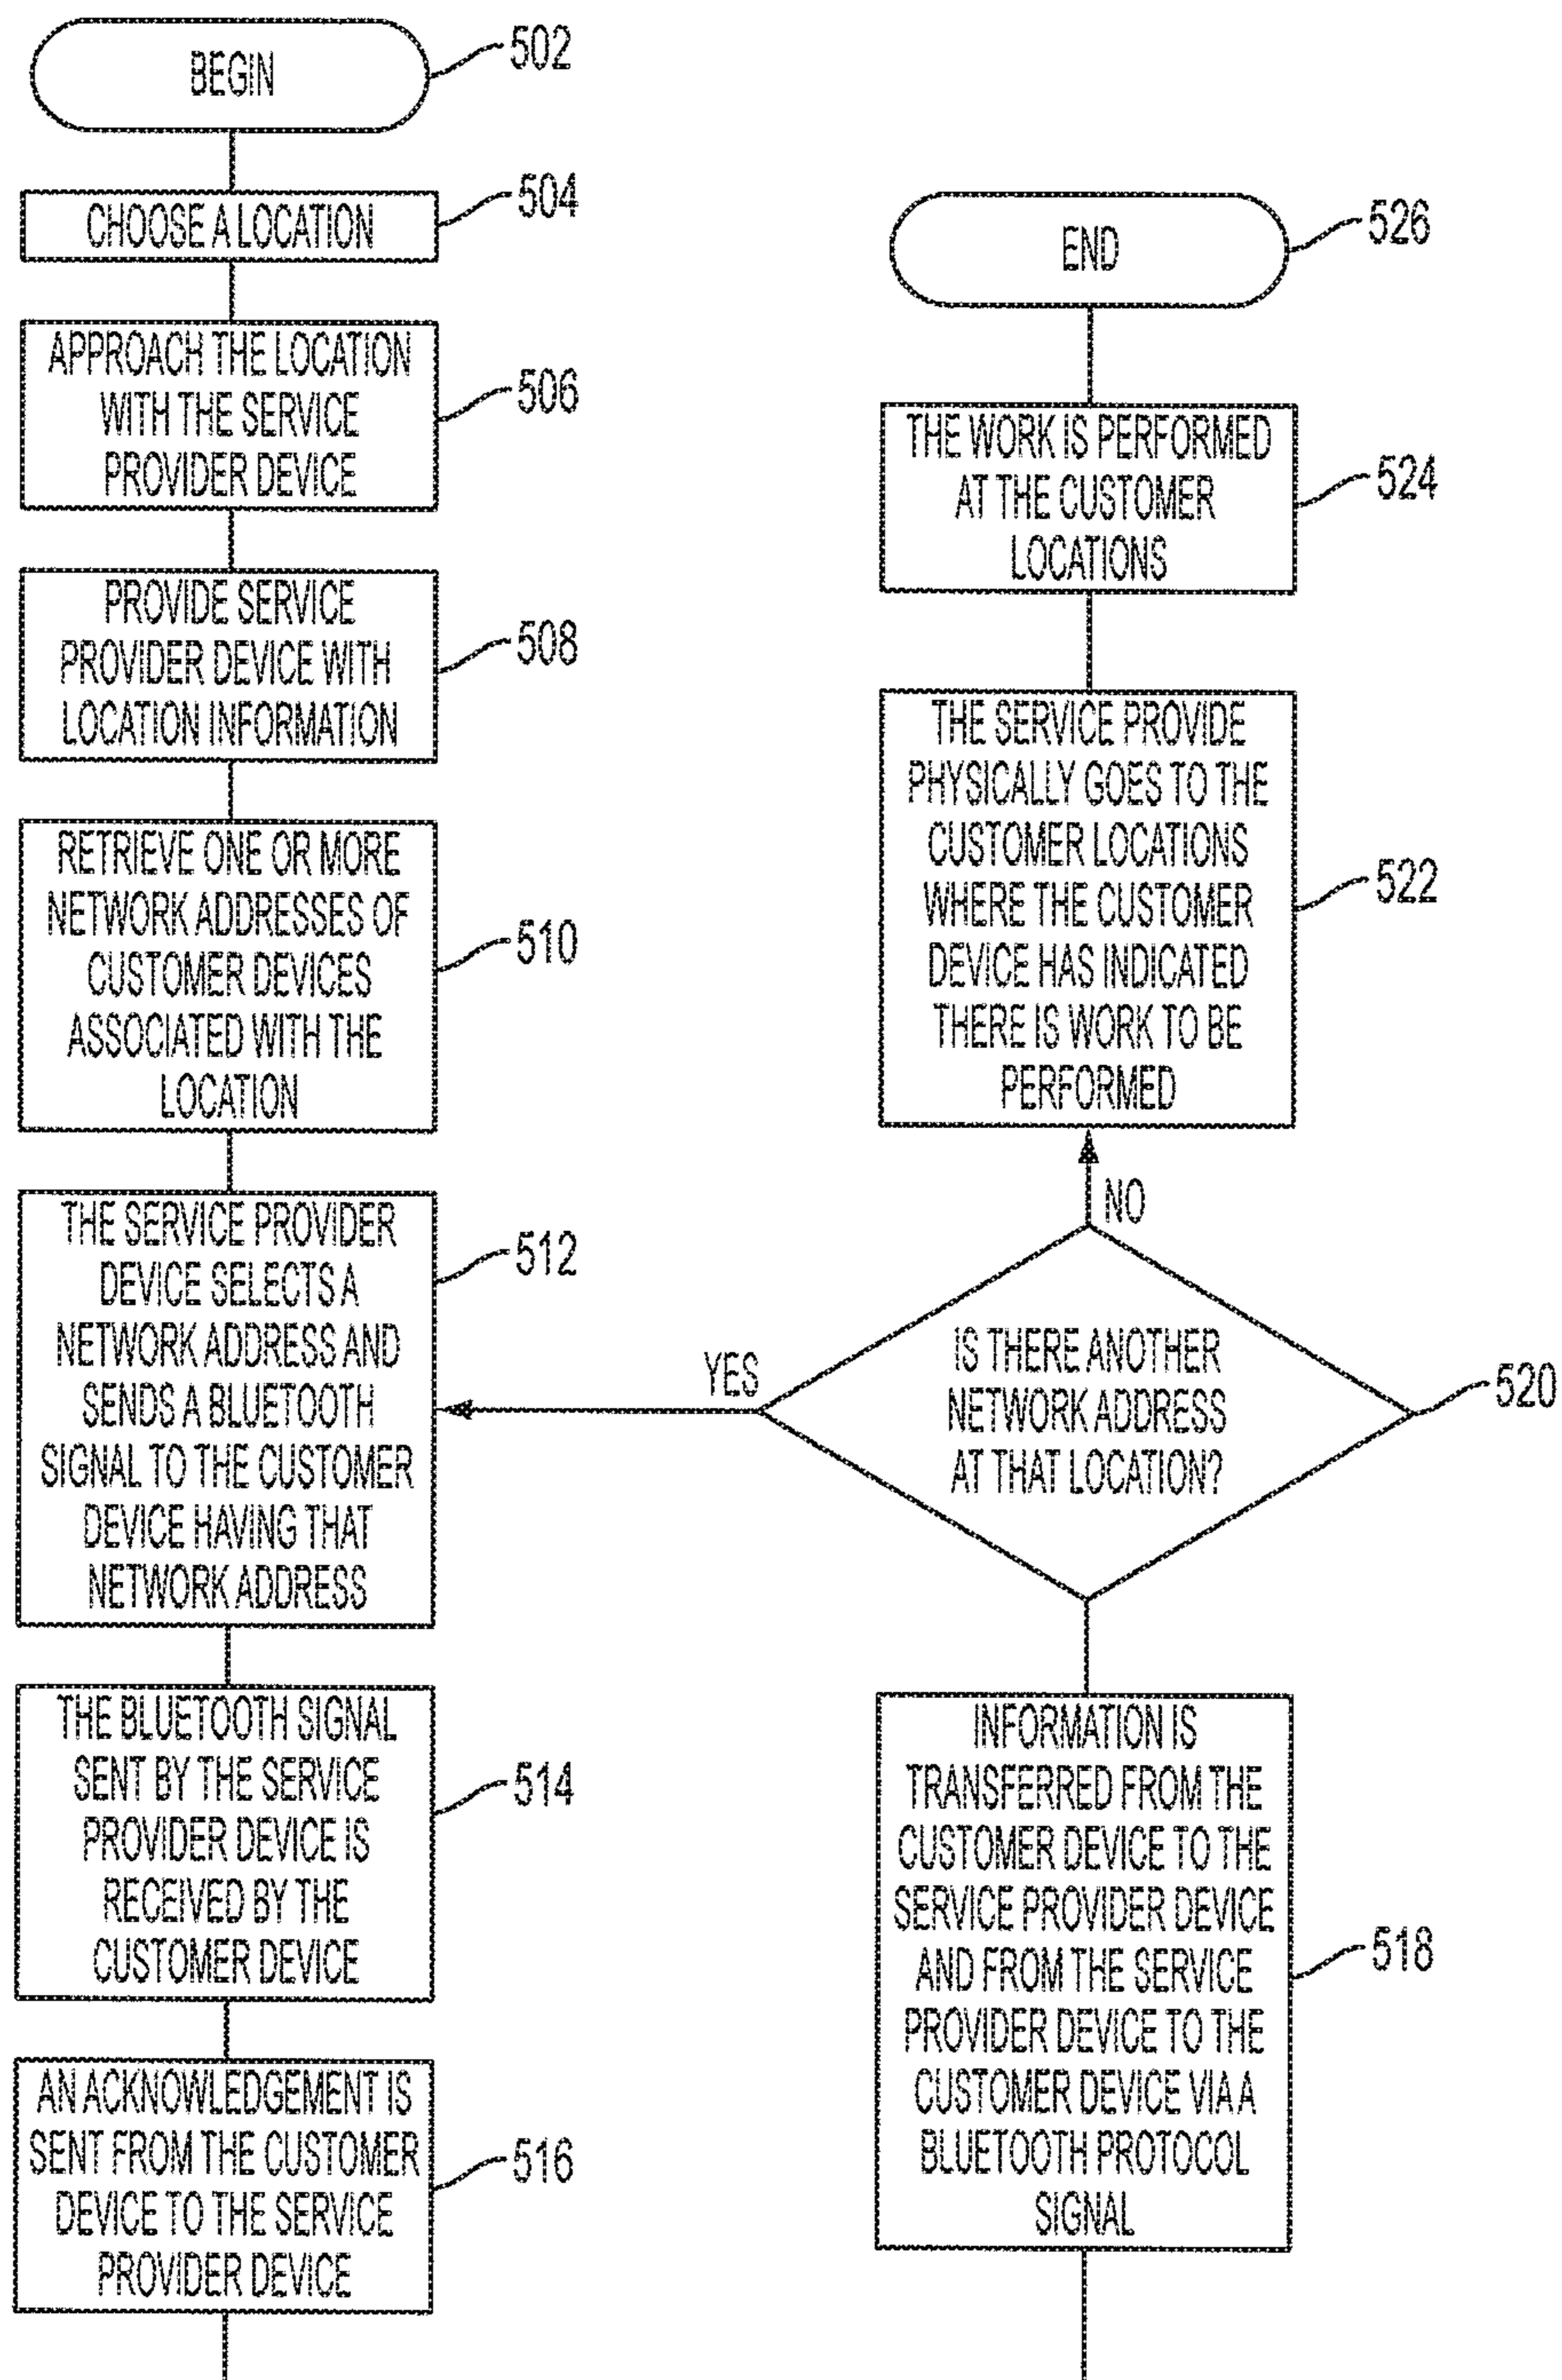 BEGIN
502
CHOOSE A LOCATION
504
APPROACH THE LOCATION
WITH THE SERVICE
PROVIDER DEVICE
506
PROVIDE SERVICE
PROVIDER DEVICE WITH
LOCATION INFORMATION
508
RETRIEVE ONE OR MORE
NETWORK ADDRESSES OF
CUSTOMER DEVICES
ASSOCIATED WITH THE
LOCATION
510
THE SERVICE PROVIDER
DEVICE SELECTS A
NETWORK ADDRESS AND
SENDS A BLUETOOTH
SIGNAL TO THE CUSTOMER
DEVICE HAVING THAT
NETWORK ADDRESS
512
THE BLUETOOTH SIGNAL
SENT BY THE SERVICE
PROVIDER DEVICE IS
RECEIVED BY THE
CUSTOMER DEVICE
514
AN ACKNOWLEDGEMENT IS
SENT FROM THE CUSTOMER
DEVICE TO THE SERVICE
PROVIDER DEVICE
516
INFORMATION IS
TRANSFERRED FROM THE
CUSTOMER DEVICE TO THE
SERVICE PROVIDER DEVICE
AND FROM THE SERVICE
PROVIDER DEVICE TO THE
CUSTOMER DEVICE VIA A
BLUETOOTH PROTOCOL
SIGNAL
518
IS THERE ANOTHER
NETWORK ADDRESS
AT THAT LOCATION?
520
YES
NO
THE SERVICE PROVIDE
PHYSICALLY GOES TO THE
CUSTOMER LOCATIONS
WHERE THE CUSTOMER
DEVICE HAS INDICATED
THERE IS WORK TO BE
PERFORMED
522
THE WORK IS PERFORMED
AT THE CUSTOMER
LOCATIONS
524
END
526